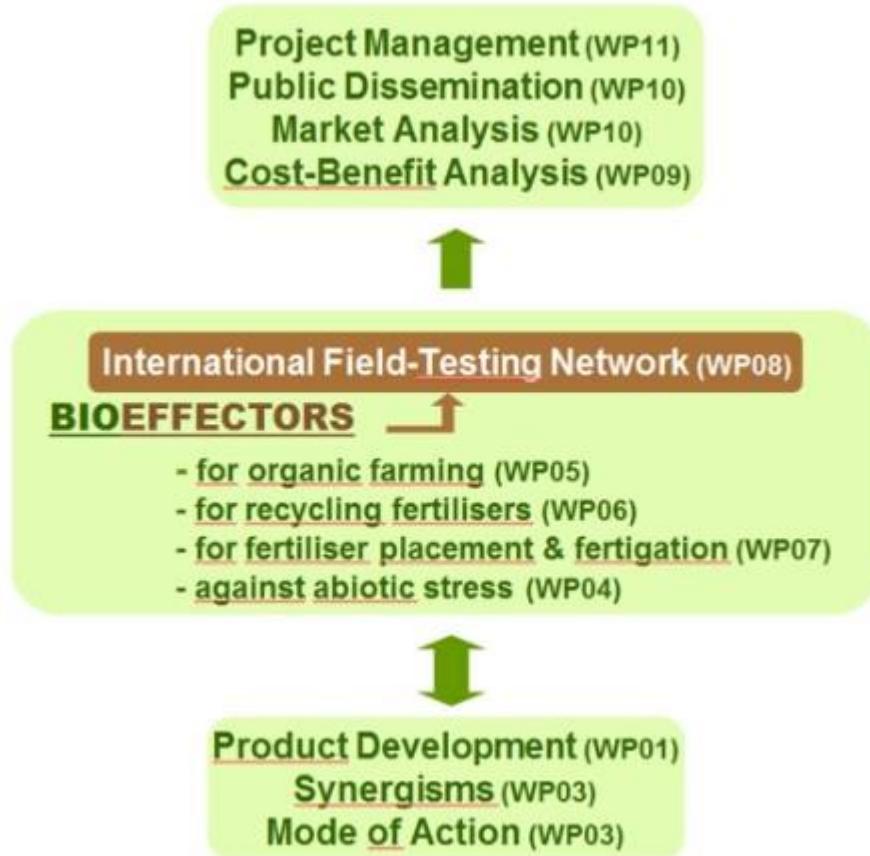 Project Management (WP11)
Public Dissemination (WP10)
Market Analysis (WP10)
Cost-Benefit Analysis (WP09)
International Field-Testing Network (WP08)
BIOEFFECTORS
- for organic farming (WP05)
- for recycling fertilisers (WP06)
- for fertiliser placement & fertigation (WP07)
- against abiotic stress (WP04)
Product Development (WP01)
Synergisms (WP03)
Mode of Action (WP03)